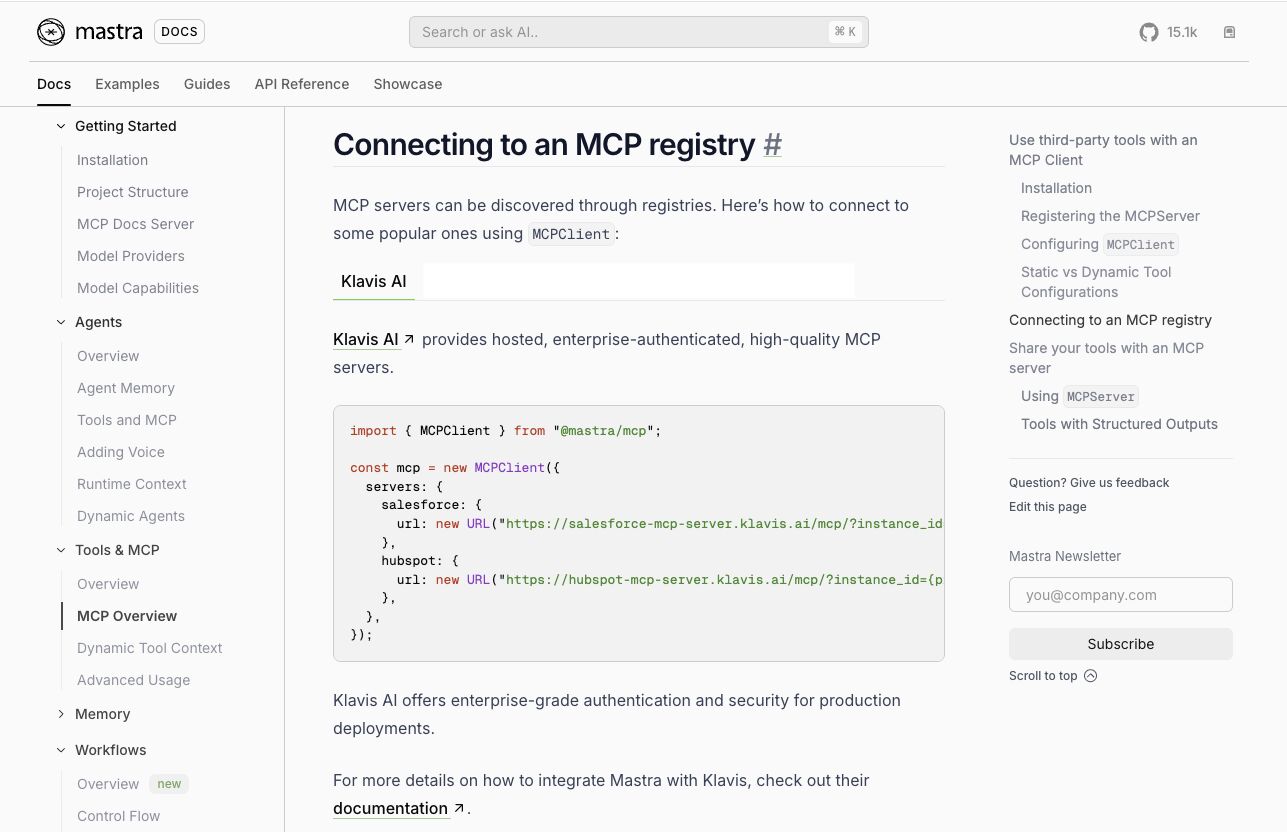 mastra DOCS
Search or ask AI..
⌘ K
15.1k
Docs Examples Guides API Reference Showcase
Getting Started
Installation
Project Structure
MCP Docs Server
Model Providers
Model Capabilities
Agents
Overview
Agent Memory
Tools and MCP
Adding Voice
Runtime Context
Dynamic Agents
Tools & MCP
Overview
MCP Overview
Dynamic Tool Context
Advanced Usage
Memory
Workflows
Overview new
Control Flow
Connecting to an MCP registry #
MCP servers can be discovered through registries. Here’s how to connect to
some popular ones using MCPClient:
Klavis AI
Klavis AI ↗ provides hosted, enterprise-authenticated, high-quality MCP
servers.
import { MCPClient } from "@mastra/mcp";
const mcp = new MCPClient({
servers: {
salesforce: {
url: new URL("https://salesforce-mcp-server.klavis.ai/mcp/?instance_id=
},
hubspot: {
url: new URL("https://hubspot-mcp-server.klavis.ai/mcp/?instance_id={p
},
},
});
Klavis AI offers enterprise-grade authentication and security for production
deployments.
For more details on how to integrate Mastra with Klavis, check out their
documentation ↗.
Use third-party tools with an
MCP Client
Installation
Registering the MCPServer
Configuring MCPClient
Static vs Dynamic Tool
Configurations
Connecting to an MCP registry
Share your tools with an MCP
server
Using MCPServer
Tools with Structured Outputs
Question? Give us feedback
Edit this page
Mastra Newsletter
you@company.com
Subscribe
Scroll to top